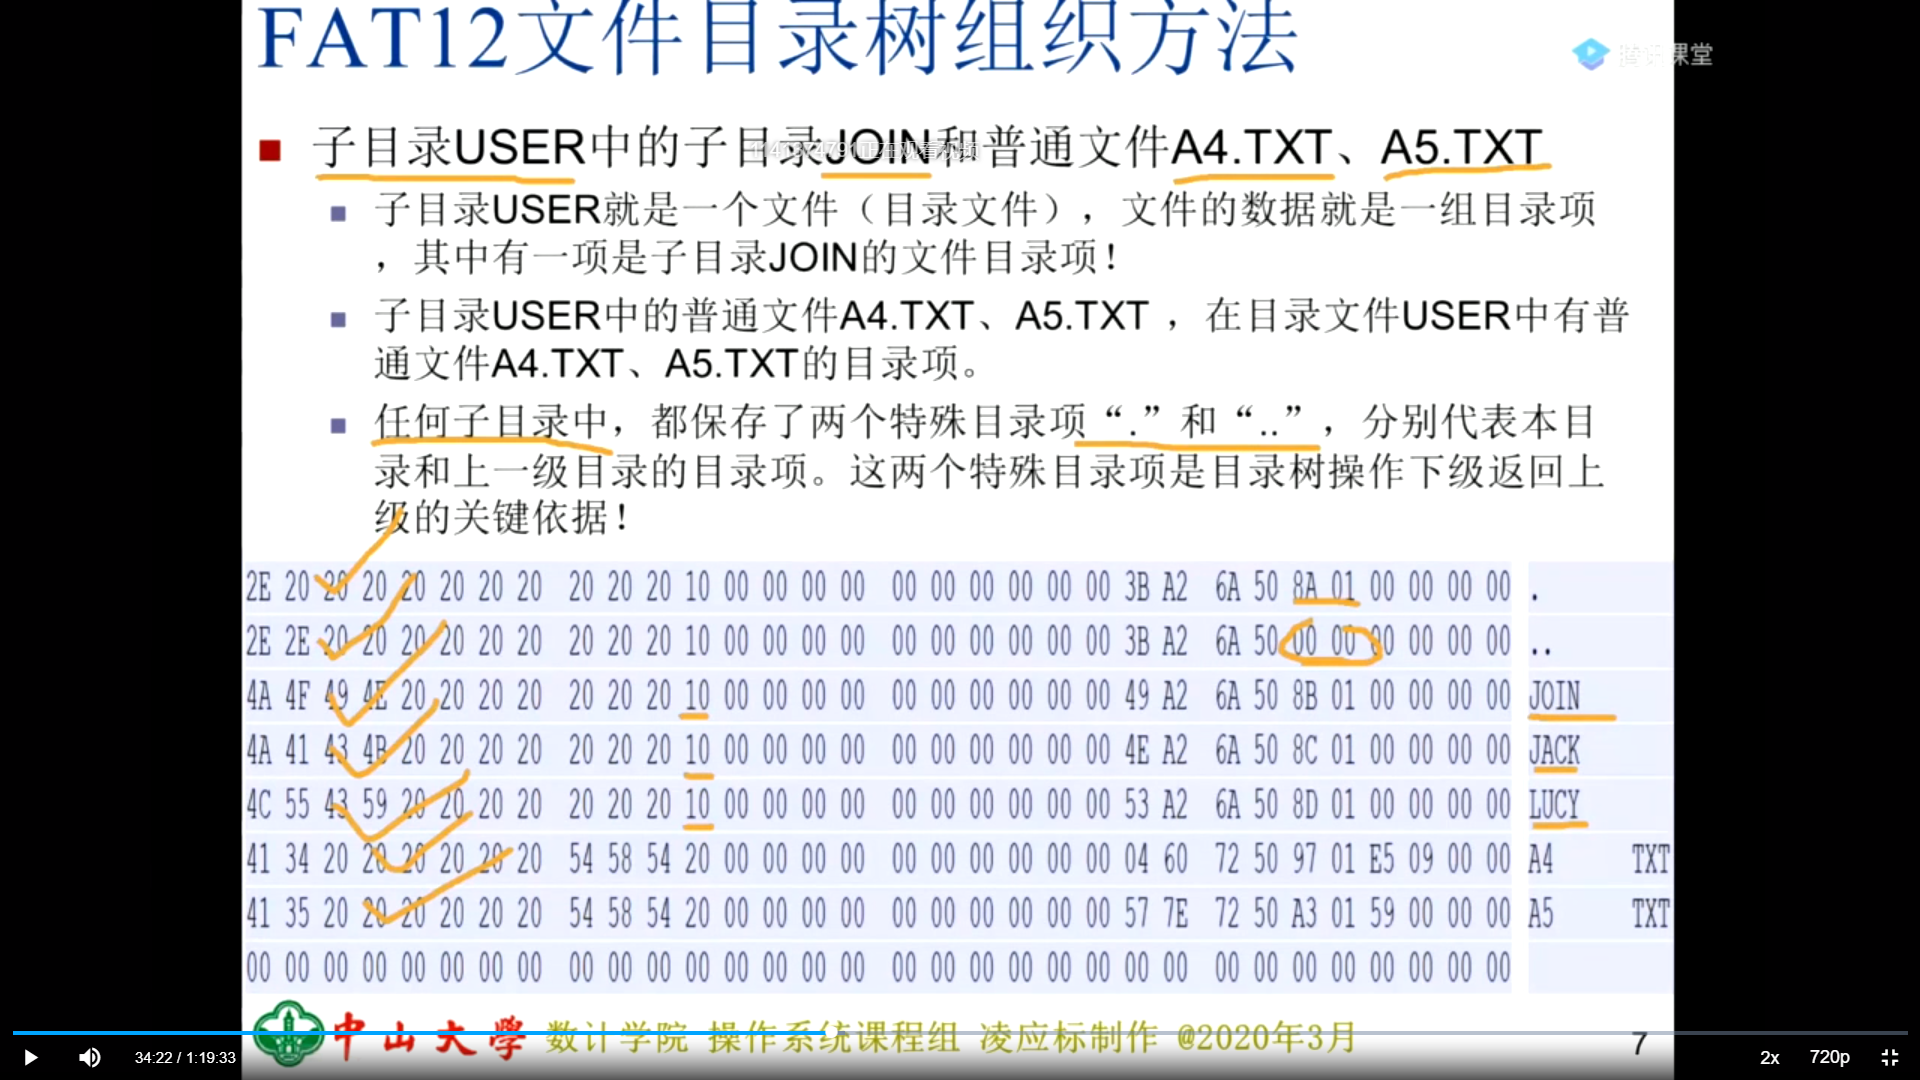 FAT12文件目录树组织方法
腾讯课堂
子目录USER中的子目录JOIN和普通文件A4.TXT、A5.TXT
子目录USER就是一个文件（目录文件），文件的数据就是一组目录项
，其中有一项是子目录JOIN的文件目录项！
子目录USER中的普通文件A4.TXT、A5.TXT ，在目录文件USER中有普
通文件A4.TXT、A5.TXT的目录项。
任何子目录中，都保存了两个特殊目录项“.”和“..”，分别代表本目
录和上一级目录的目录项。这两个特殊目录项是目录树操作下级返回上
级的关键依据！
2E 20 20 20 20 20 20 20 20 20 20 10 00 00 00 00 00 00 00 00 00 00 3B A2 6A 50 8A 01 00 00 00 00 .
2E 2E 20 20 20 20 20 20 20 20 20 10 00 00 00 00 00 00 00 00 00 00 3B A2 6A 50 00 00 00 00 00 00 ..
4A 4F 49 4E 20 20 20 20 20 20 20 10 00 00 00 00 00 00 00 00 00 00 49 A2 6A 50 8B 01 00 00 00 00 JOIN
4A 41 43 4B 20 20 20 20 20 20 20 10 00 00 00 00 00 00 00 00 00 00 4E A2 6A 50 8C 01 00 00 00 00 JACK
4C 55 43 59 20 20 20 20 20 20 20 10 00 00 00 00 00 00 00 00 00 00 53 A2 6A 50 8D 01 00 00 00 00 LUCY
41 34 20 20 20 20 20 20 54 58 54 20 00 00 00 00 00 00 00 00 00 00 04 60 72 50 97 01 E5 09 00 00 A4 TXT
41 35 20 20 20 20 20 20 54 58 54 20 00 00 00 00 00 00 00 00 00 00 57 7E 72 50 A3 01 59 00 00 00 A5 TXT
00 00 00 00 00 00 00 00 00 00 00 00 00 00 00 00 00 00 00 00 00 00 00 00 00 00 00 00 00 00 00 00
中山大学 数计学院 操作系统课程组 凌应标制作 @2020年3月
7
34:22 / 1:19:33
2x
720p